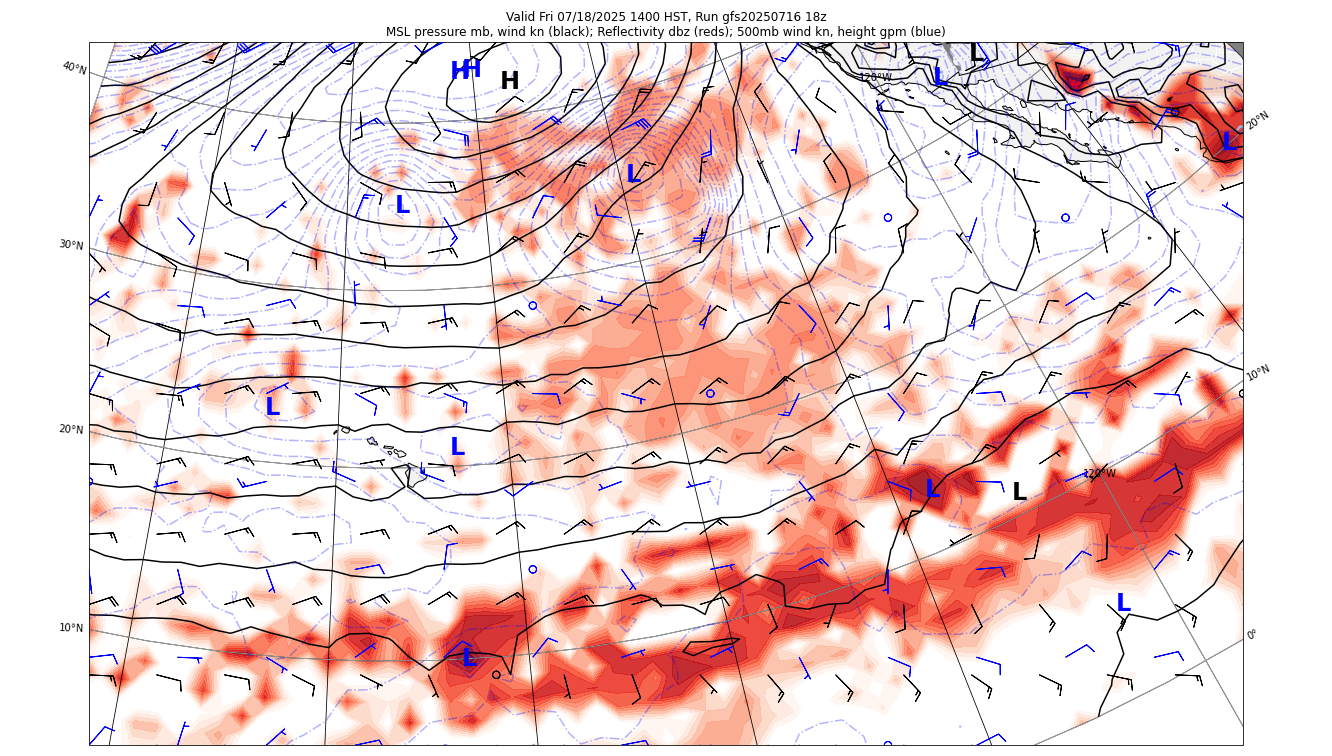 Valid Fri 07/18/2025 1400 HST, Run gfs20250716 18z
MSL pressure mb, wind kn (black); Reflectivity dbz (reds); 500mb wind kn, height gpm (blue)
40°N
H
H
H
L
L
120°W
20°N
L
L
L
30°N
10°N
L
20°N
L
120°W
L
L
L
10°N
0°
L